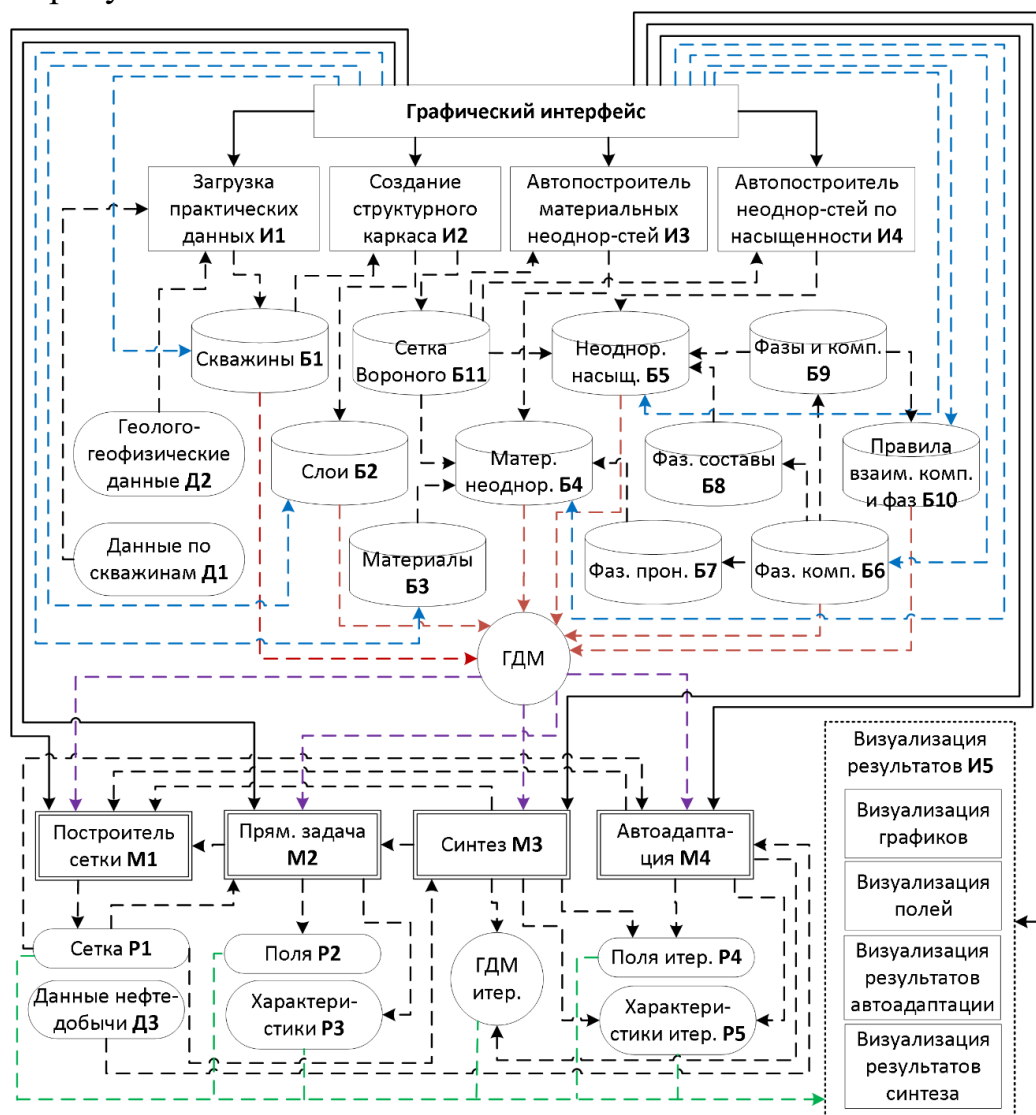 Графический интерфейс
Загрузка
практических
данных И1
Создание
структурного
каркаса И2
Автопостроитель
материальных
неоднор-стей И3
Автопостроитель
неоднор-стей по
насыщенности И4
Скважины Б1
Сетка
Вороного Б11
Неоднор.
насыщ. Б5
Фазы и комп.
Б9
Геолого-
геофизические
данные Д2
Слои Б2
Матер.
неоднор. Б4
Фаз. составы
Б8
Правила
взаим. комп.
и фаз Б10
Данные по
скважинам Д1
Материалы
Б3
Фаз. прон. Б7
Фаз. комп. Б6
ГДМ
Построитель
сетки М1
Прям. задача
М2
Синтез М3
Автоадапта-
ция М4
Сетка Р1
Поля Р2
ГДМ
итер.
Поля итер. Р4
Данные нефте-
добычи Д3
Характери-
стики Р3
Характери-
стики итер. Р5
Визуализация
результатов И5
Визуализация
графиков
Визуализация
полей
Визуализация
результатов
автоадаптации
Визуализация
результатов
синтеза